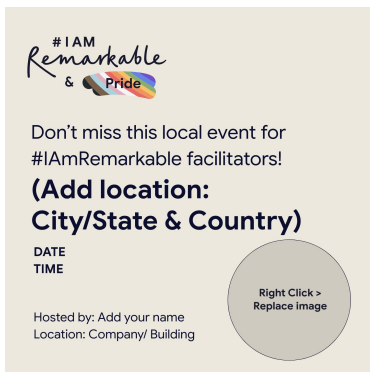 #IAM
Remarkable
& Pride
Don't miss this local event for
#IAmRemarkable facilitators!
(Add location:
City/State & Country)
DATE
TIME
Right Click >
Replace image
Hosted by: Add your name
Location: Company/ Building